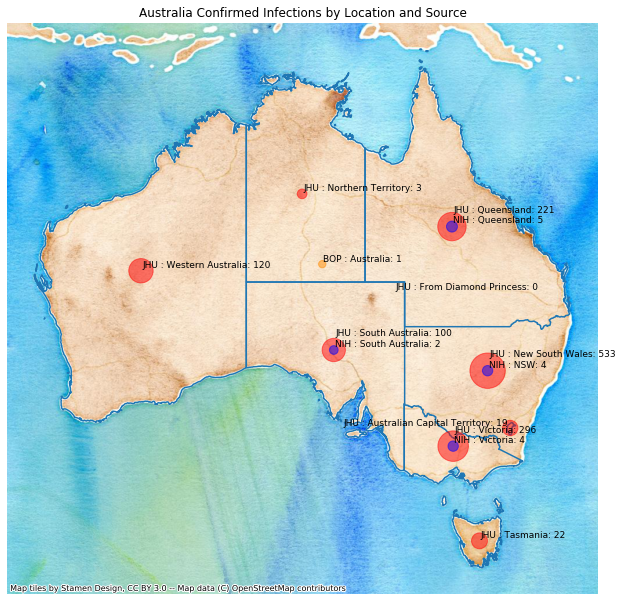 Australia Confirmed Infections by Location and Source
JHU : Northern Territory: 3
JHU : Queensland: 221
NIH : Queensland: 5
BOP : Australia: 1
JHU : Western Australia: 120
JHU : From Diamond Princess: 0
JHU : South Australia: 100
NIH : South Australia: 2
JHU : New South Wales: 533
NIH : NSW: 4
JHU : Australian Capital Territory: 19
JHU : Victoria: 296
NIH : Victoria: 4
JHU : Tasmania: 22
Map tiles by Stamen Design, CC BY 3.0 -- Map data (C) OpenStreetMap contributors